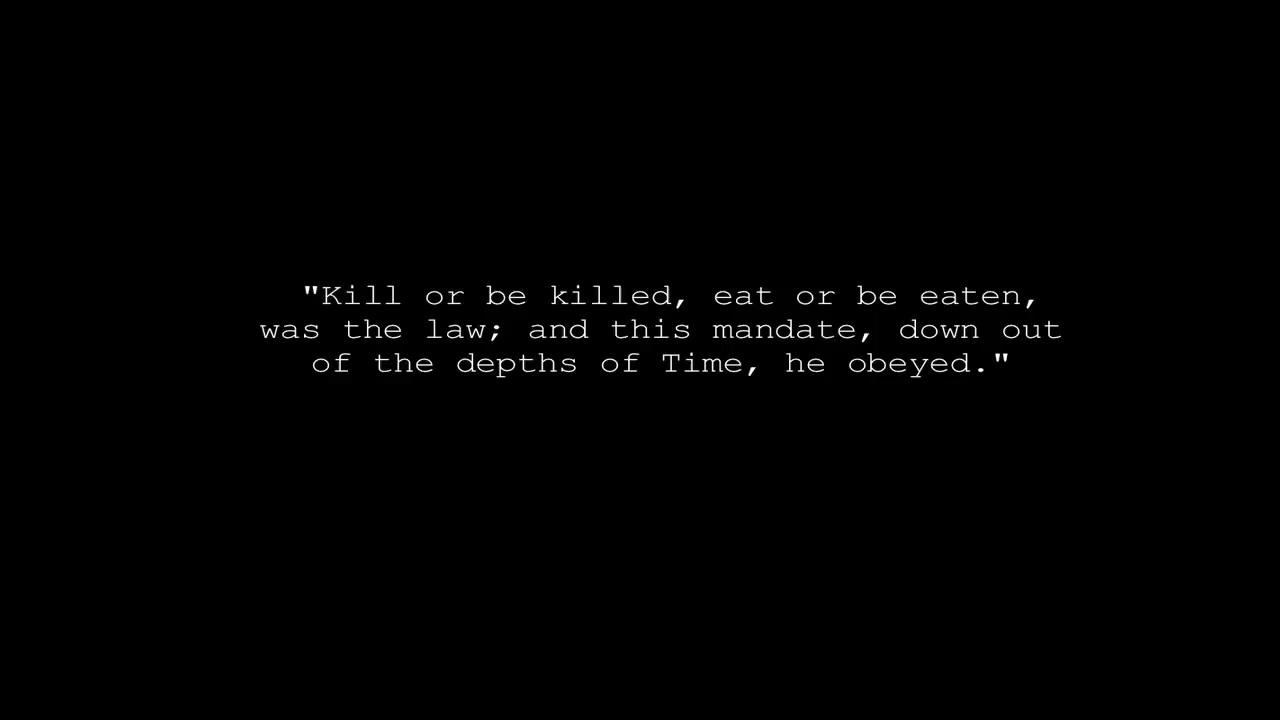 "Kill or be killed, eat or be eaten,
was the law; and this mandate, down out
of the depths of Time, he obeyed."